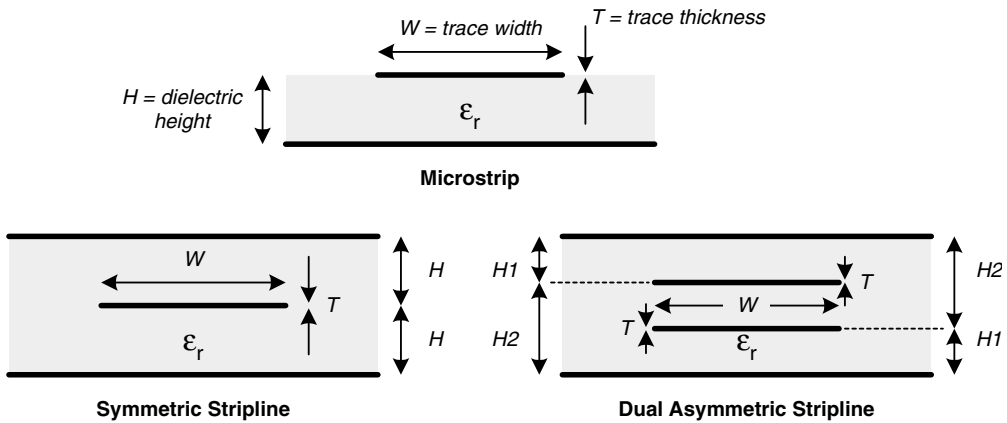 W = trace width
T = trace thickness
H = dielectric
height
εr
Microstrip
W
H
T
H
εr
Symmetric Stripline
H1
H2
T
W
T
H2
εr
H1
Dual Asymmetric Stripline